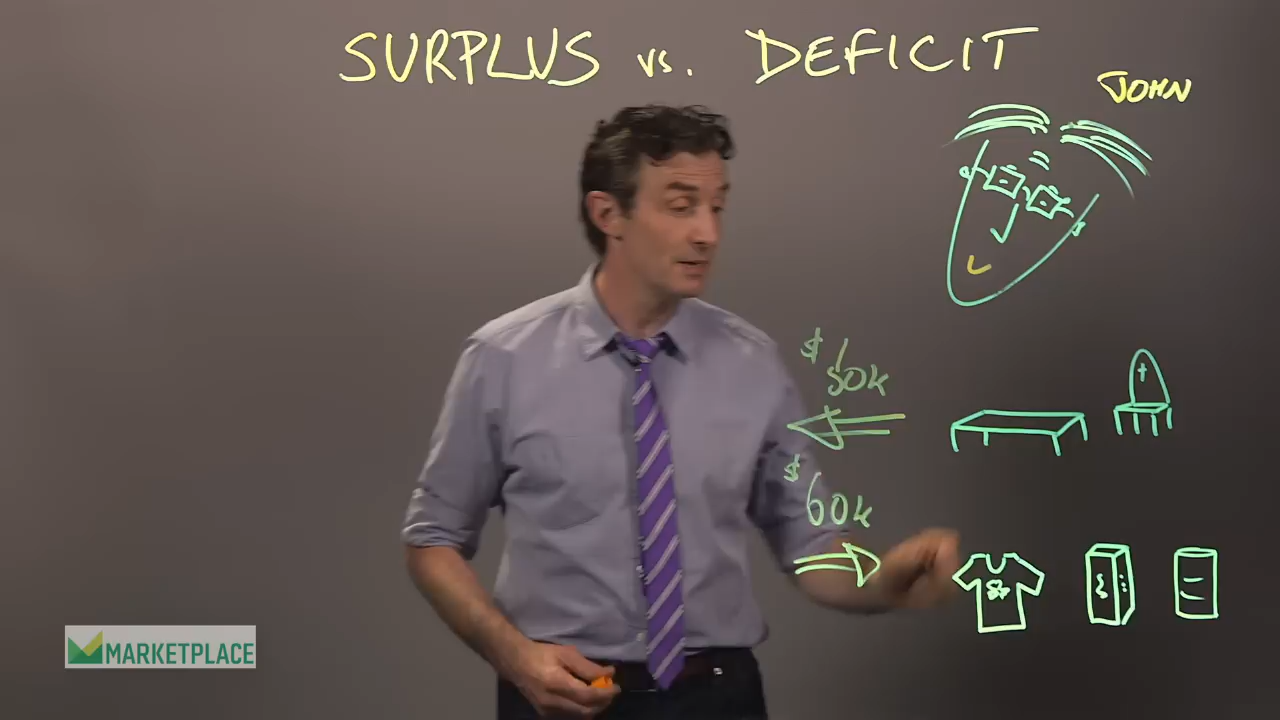 SURPLUS vs. DEFICIT
JOHN
$50k
$60k
MARKETPLACE